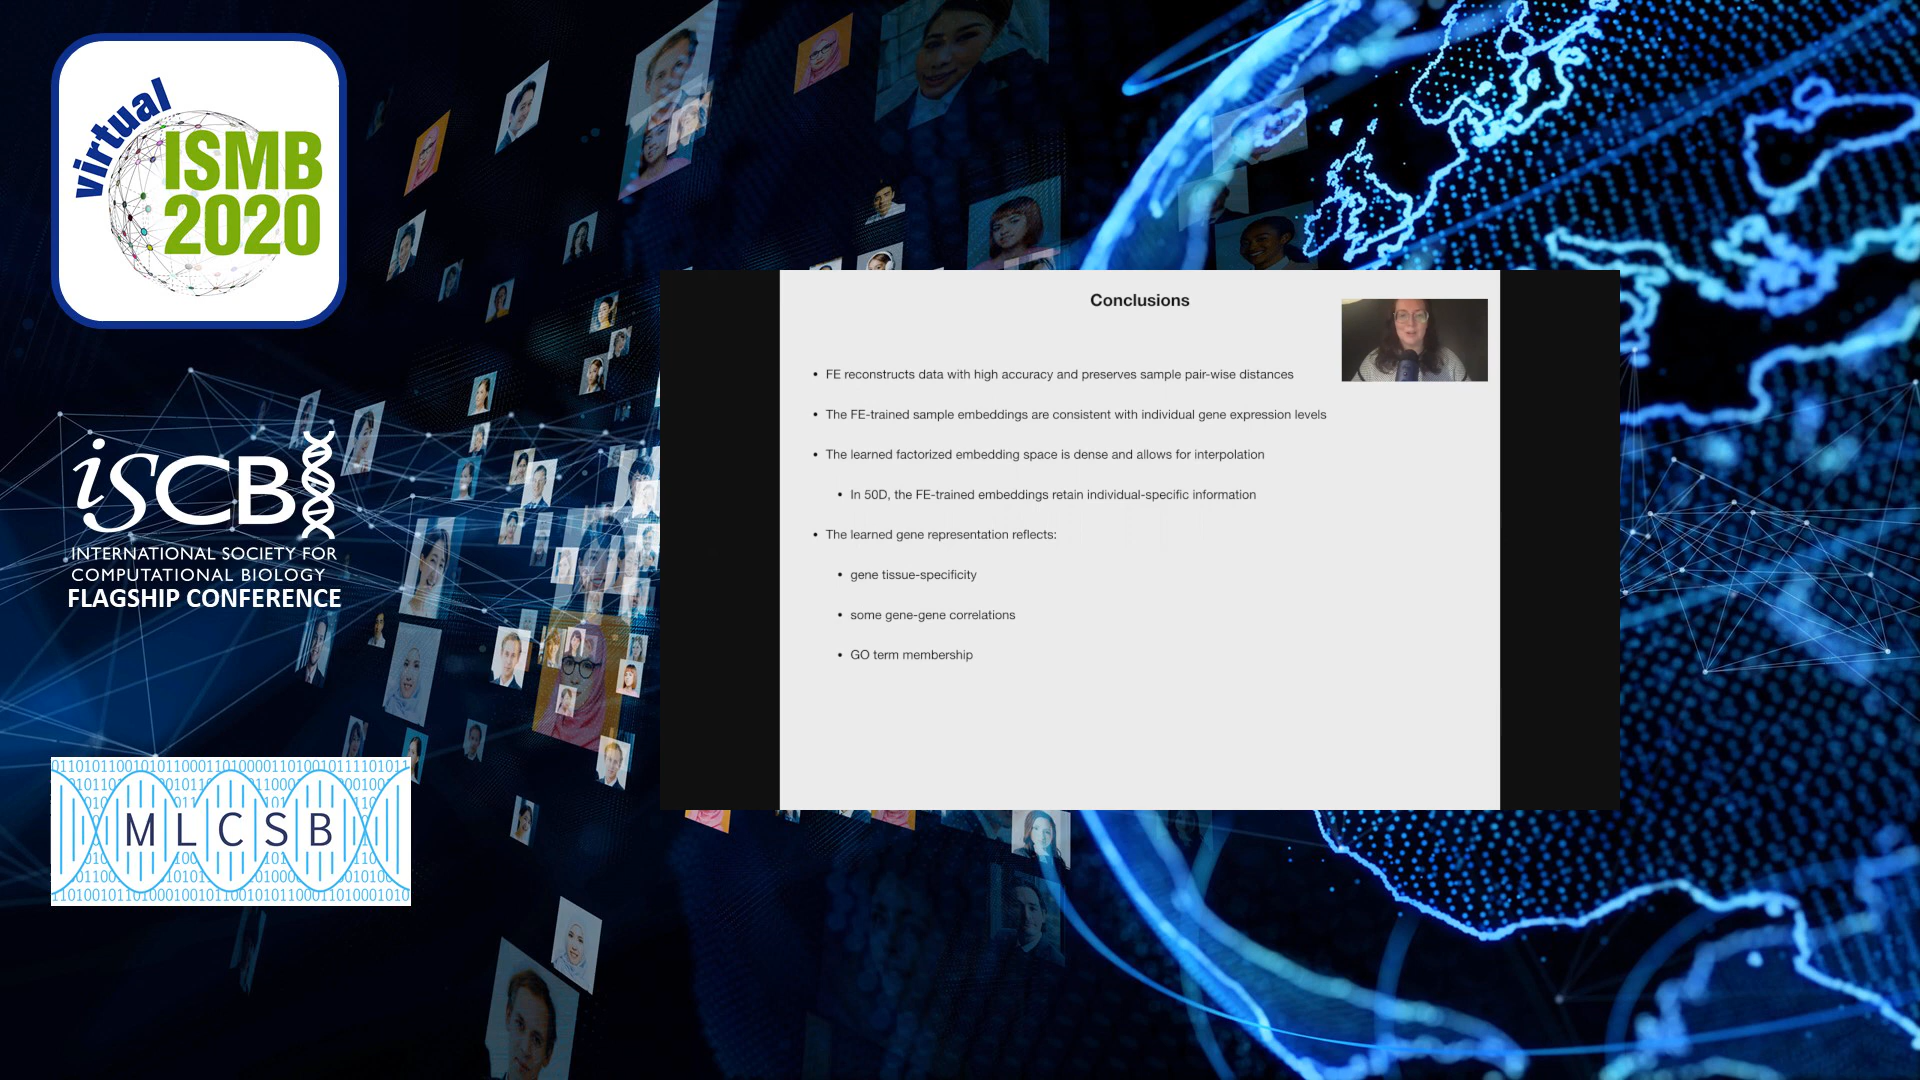 virtual
ISMB
2020
iSCB
INTERNATIONAL SOCIETY FOR
COMPUTATIONAL BIOLOGY
FLAGSHIP CONFERENCE
MLCSB
Conclusions
• FE reconstructs data with high accuracy and preserves sample pair-wise distances
• The FE-trained sample embeddings are consistent with individual gene expression levels
• The learned factorized embedding space is dense and allows for interpolation
• In 50D, the FE-trained embeddings retain individual-specific information
• The learned gene representation reflects:
• gene tissue-specificity
• some gene-gene correlations
• GO term membership